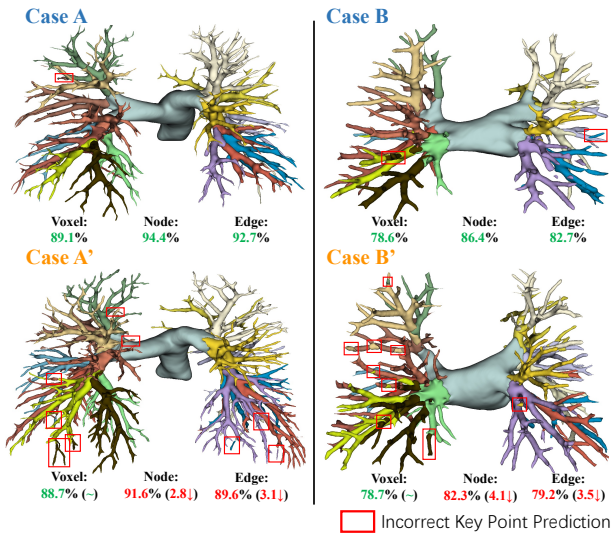 Case A
Case B
Voxel: Node: Edge:
89.1% 94.4% 92.7%
Voxel: Node: Edge:
78.6% 86.4% 82.7%
Case A’
Case B’
Voxel: Node: Edge:
88.7% (~) 91.6% (2.8↓) 89.6% (3.1↓)
Voxel: Node: Edge:
78.7% (~) 82.3% (4.1↓) 79.2% (3.5↓)
Incorrect Key Point Prediction